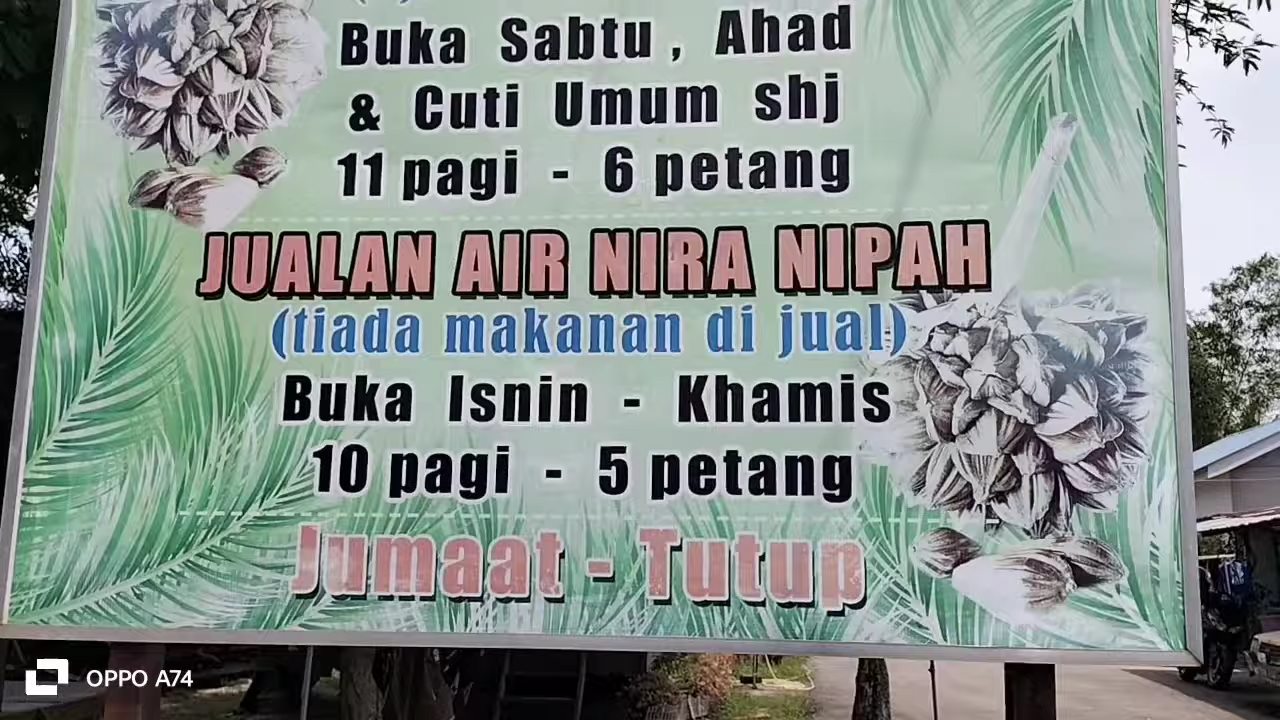 Buka Sabtu , Ahad
& Cuti Umum shj
11 pagi - 6 petang
JUALAN AIR NIRA NIPAH
(tiada makanan di jual)
Buka Isnin - Khamis
10 pagi - 5 petang
Jumaat - Tutup
OPPO A74